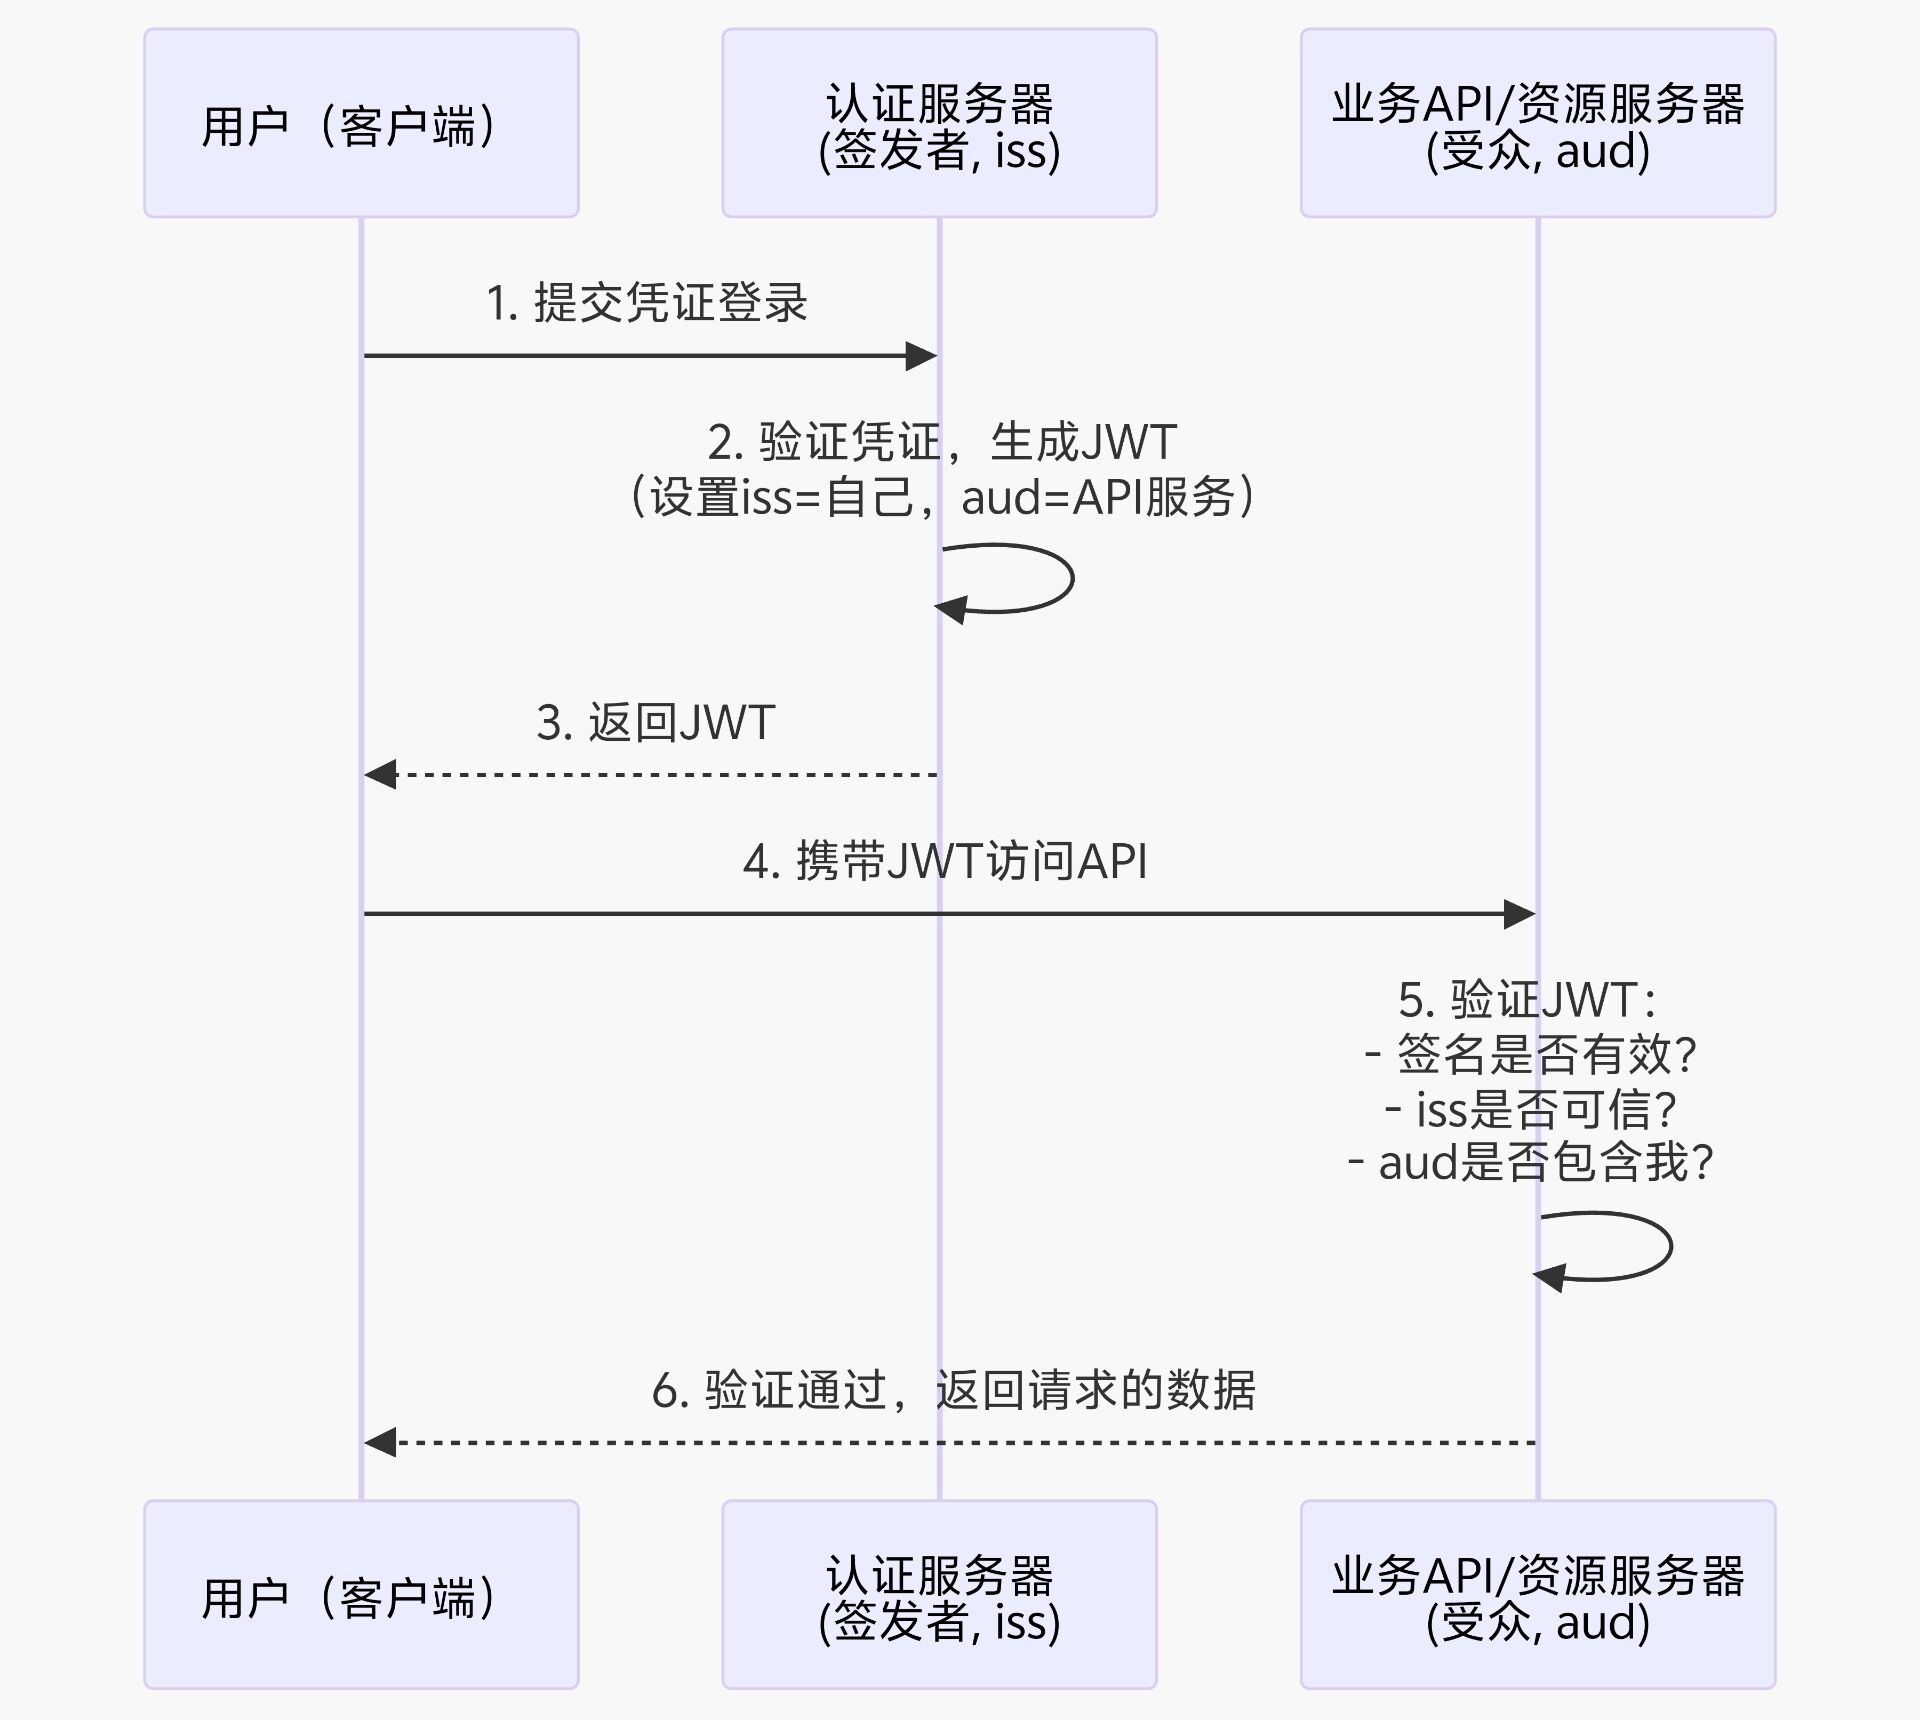 用户（客户端）
认证服务器
(签发者, iss)
业务API/资源服务器
(受众, aud)
1. 提交凭证登录
2. 验证凭证，生成JWT
（设置iss=自己，aud=API服务）
3. 返回JWT
4. 携带JWT访问API
5. 验证JWT：
- 签名是否有效？
- iss是否可信？
- aud是否包含我？
6. 验证通过，返回请求的数据
用户（客户端）
认证服务器
(签发者, iss)
业务API/资源服务器
(受众, aud)